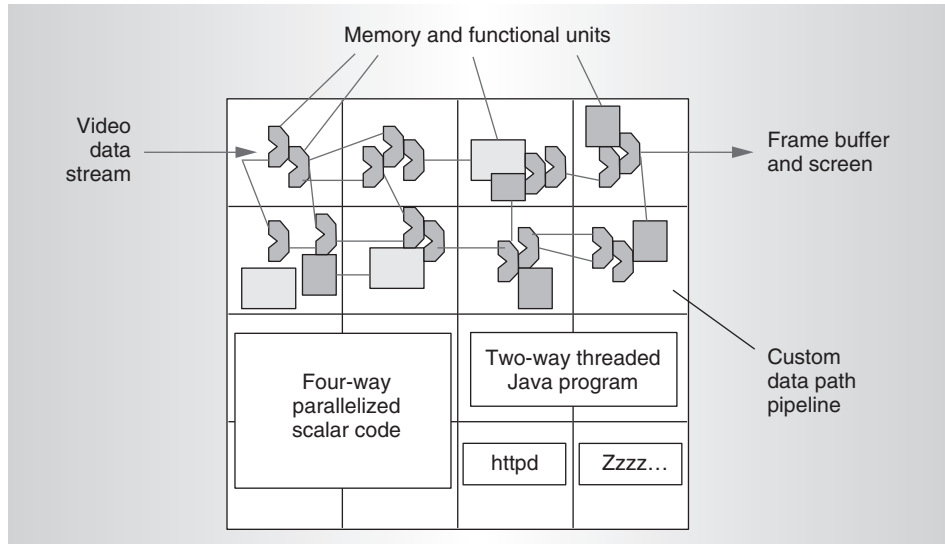 Memory and functional units
Video
data
stream
Frame buffer
and screen
Custom
data path
pipeline
Four-way
parallelized
scalar code
Two-way threaded
Java program
httpd
Zzzz...